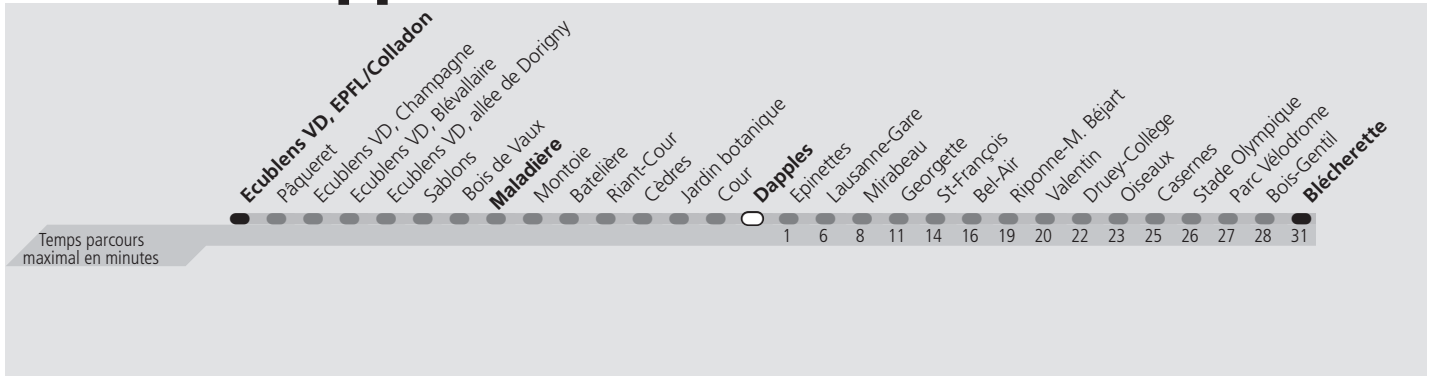 Ecublens VD, EPFL/Colladon
Pâqueret
Ecublens VD, Champagne
Ecublens VD, Blévallaire
Ecublens VD, allée de Dorigny
Sablons
Bois de Vaux
Maladière
Montoie
Batelière
Riant-Cour
Cèdres
Jardin botanique
Cour
Dapples
Epinettes
Lausanne-Gare
Mirabeau
Georgette
St-François
Bel-Air
Riponne-M. Béjart
Valentin
Druey-Collège
Oiseaux
Casernes
Stade Olympique
Parc Vélodrome
Bois-Gentil
Blécherette
Temps parcours
maximal en minutes
1 6 8 11 14 16 19 20 22 23 25 26 27 28 31